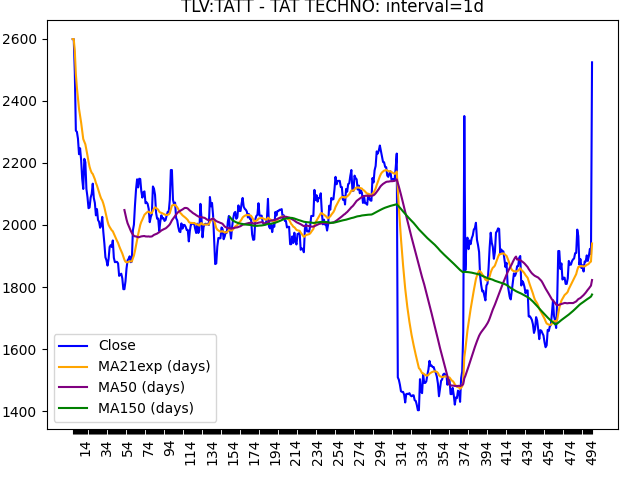 TLV:TATT - TAT TECHNO: interval=1d
2600
2400
2200
2000
1800
1600
1400
Close
MA21exp (days)
MA50 (days)
MA150 (days)
14 34 54 74 94 114 134 154 174 194 214 234 254 274 294 314 334 354 374 394 414 434 454 474 494